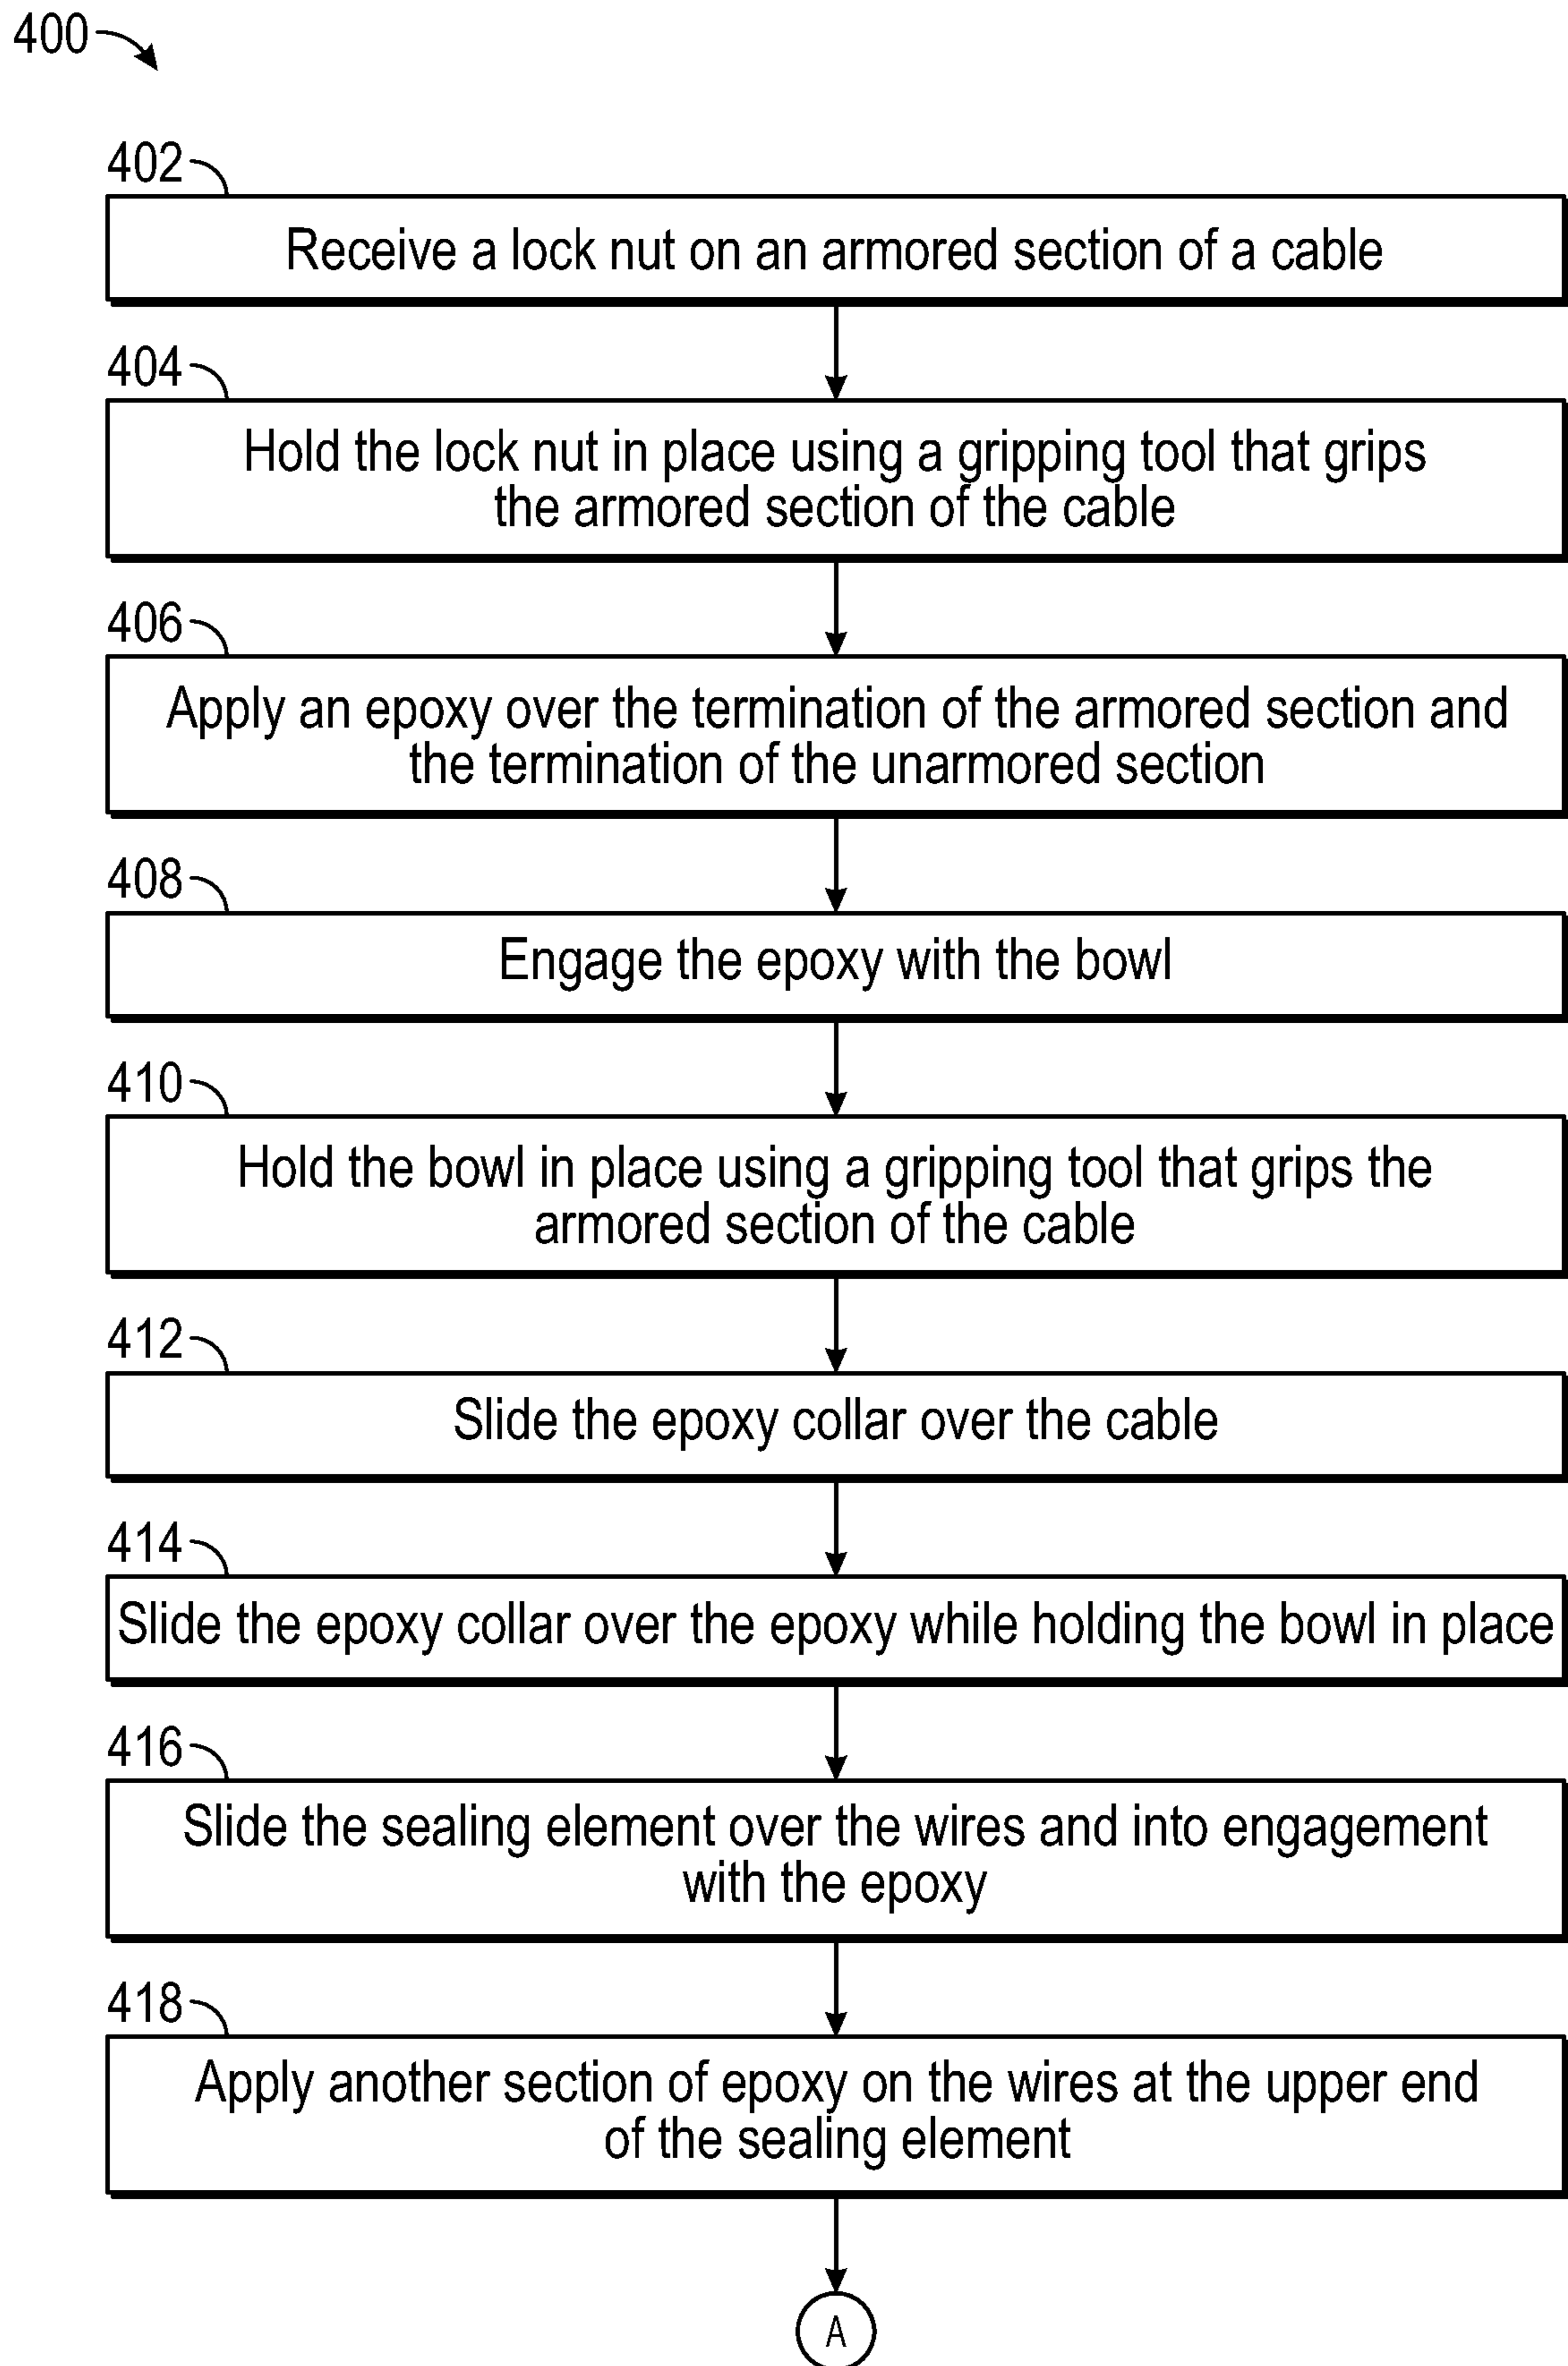 400
402
Receive a lock nut on an armored section of a cable
404
Hold the lock nut in place using a gripping tool that grips
the armored section of the cable
406
Apply an epoxy over the termination of the armored section and
the termination of the unarmored section
408
Engage the epoxy with the bowl
410
Hold the bowl in place using a gripping tool that grips the
armored section of the cable
412
Slide the epoxy collar over the cable
414
Slide the epoxy collar over the epoxy while holding the bowl in place
416
Slide the sealing element over the wires and into engagement
with the epoxy
418
Apply another section of epoxy on the wires at the upper end
of the sealing element
A